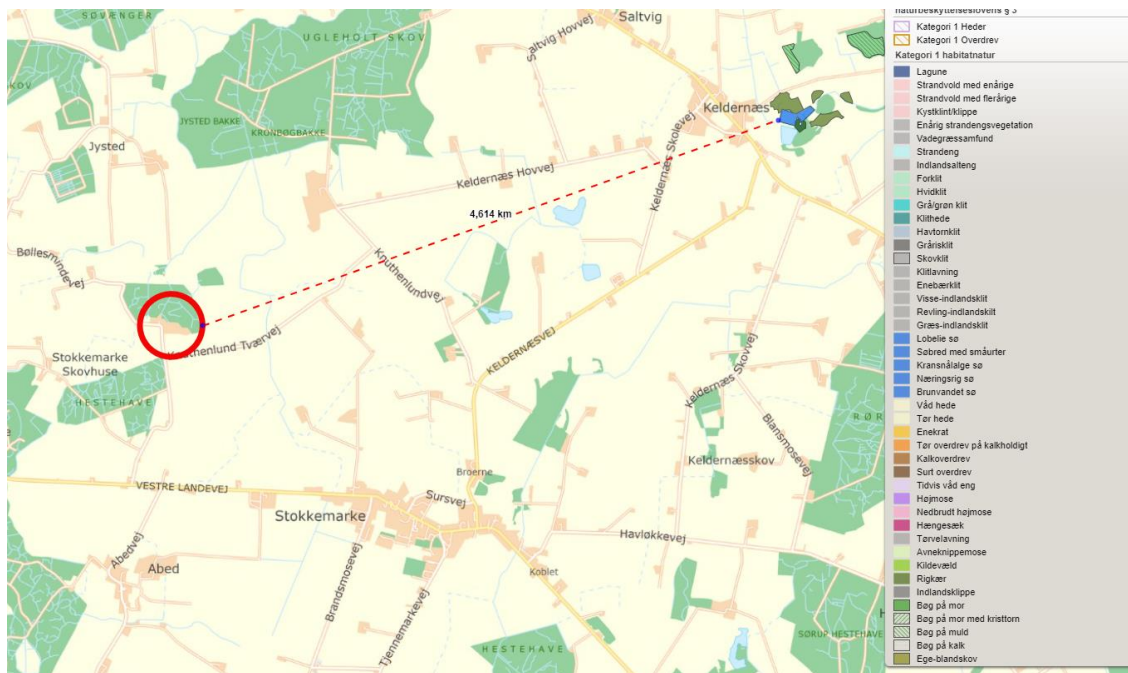 SØVÆNGER
UGLEHOLT SKOV
Saltvig
Saltvig Hovvej
KOV
JYSTED BAKKE
KRONBOGBAKKE
Jysted
Keldernæs
Keldernæs Skolevej
Keldernæs Hovvej
4,614 km
Knuthenlundvej
Bøllesmindevej
Knuthenlund Tværvej
KELDERNÆSVEJ
Stokkemarke
Skovhuse
HESTEHAVE
Keldernæs Skovvej
Blansmosevej
RØR
Keldernæsskov
Broerne
Sursvej
VESTRE LANDEVEJ
Stokkemarke
Havløkkevej
Abedvej
Abed
Brandsmosevej
Koblet
Tjennemarkevej
HESTEHAVE
SØRUP HESTEHAVE
naturbeskyttelseslovens § 3
Kategori 1 Heder
Kategori 1 Overdrev
Kategori 1 habitatnatur
Lagune
Strandvold med enårige
Strandvold med flerårige
Kystklint/klippe
Enårig strandengsvegetation
Vadegræssamfund
Strandeng
Indlandsalteng
Forklit
Hvidklit
Grå/grøn klit
Klithede
Havtornklit
Grårisklit
Skovklit
Klitlavning
Enebærklit
Visse-indlandsklit
Revling-indlandskilt
Græs-indlandsklit
Lobelie sø
Søbred med småurter
Kransnålalge sø
Næringsrig sø
Brunvandet sø
Våd hede
Tør hede
Enekrat
Tør overdrev på kalkholdigt
Kalkoverdrev
Surt overdrev
Tidvis våd eng
Højmose
Nedbrudt højmose
Hængesæk
Tørvelavning
Avneknippemose
Kildevæld
Rigkær
Indlandsklippe
Bøg på mor
Bøg på mor med kristtorn
Bøg på muld
Bøg på kalk
Ege-blandskov